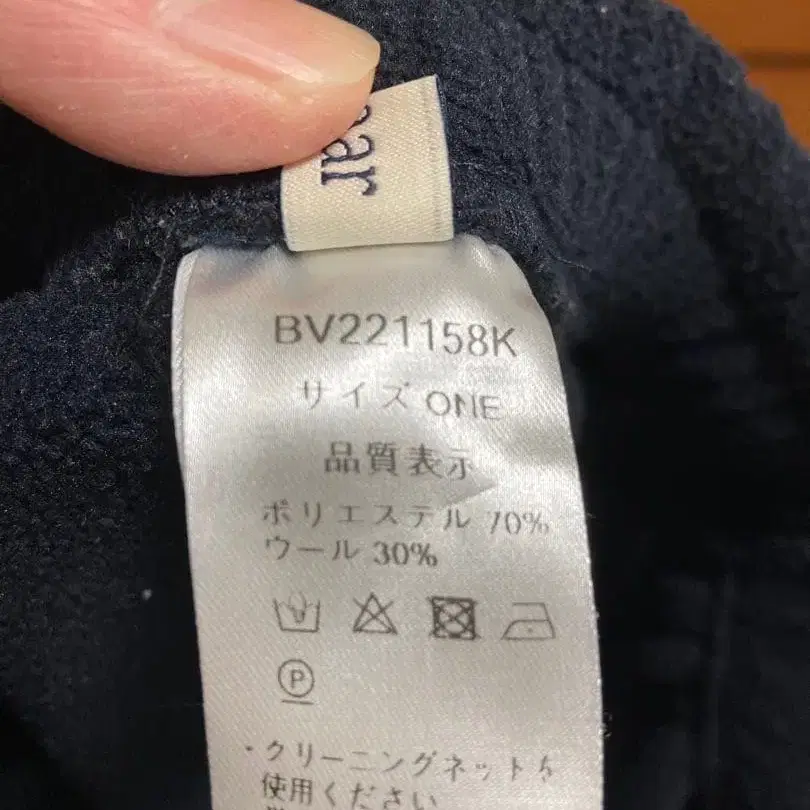 ar
BV221158K
サイズ ONE
品質表示
ポリエステル 70%
ウール 30%
P
・クリーニングネットを
使用ください